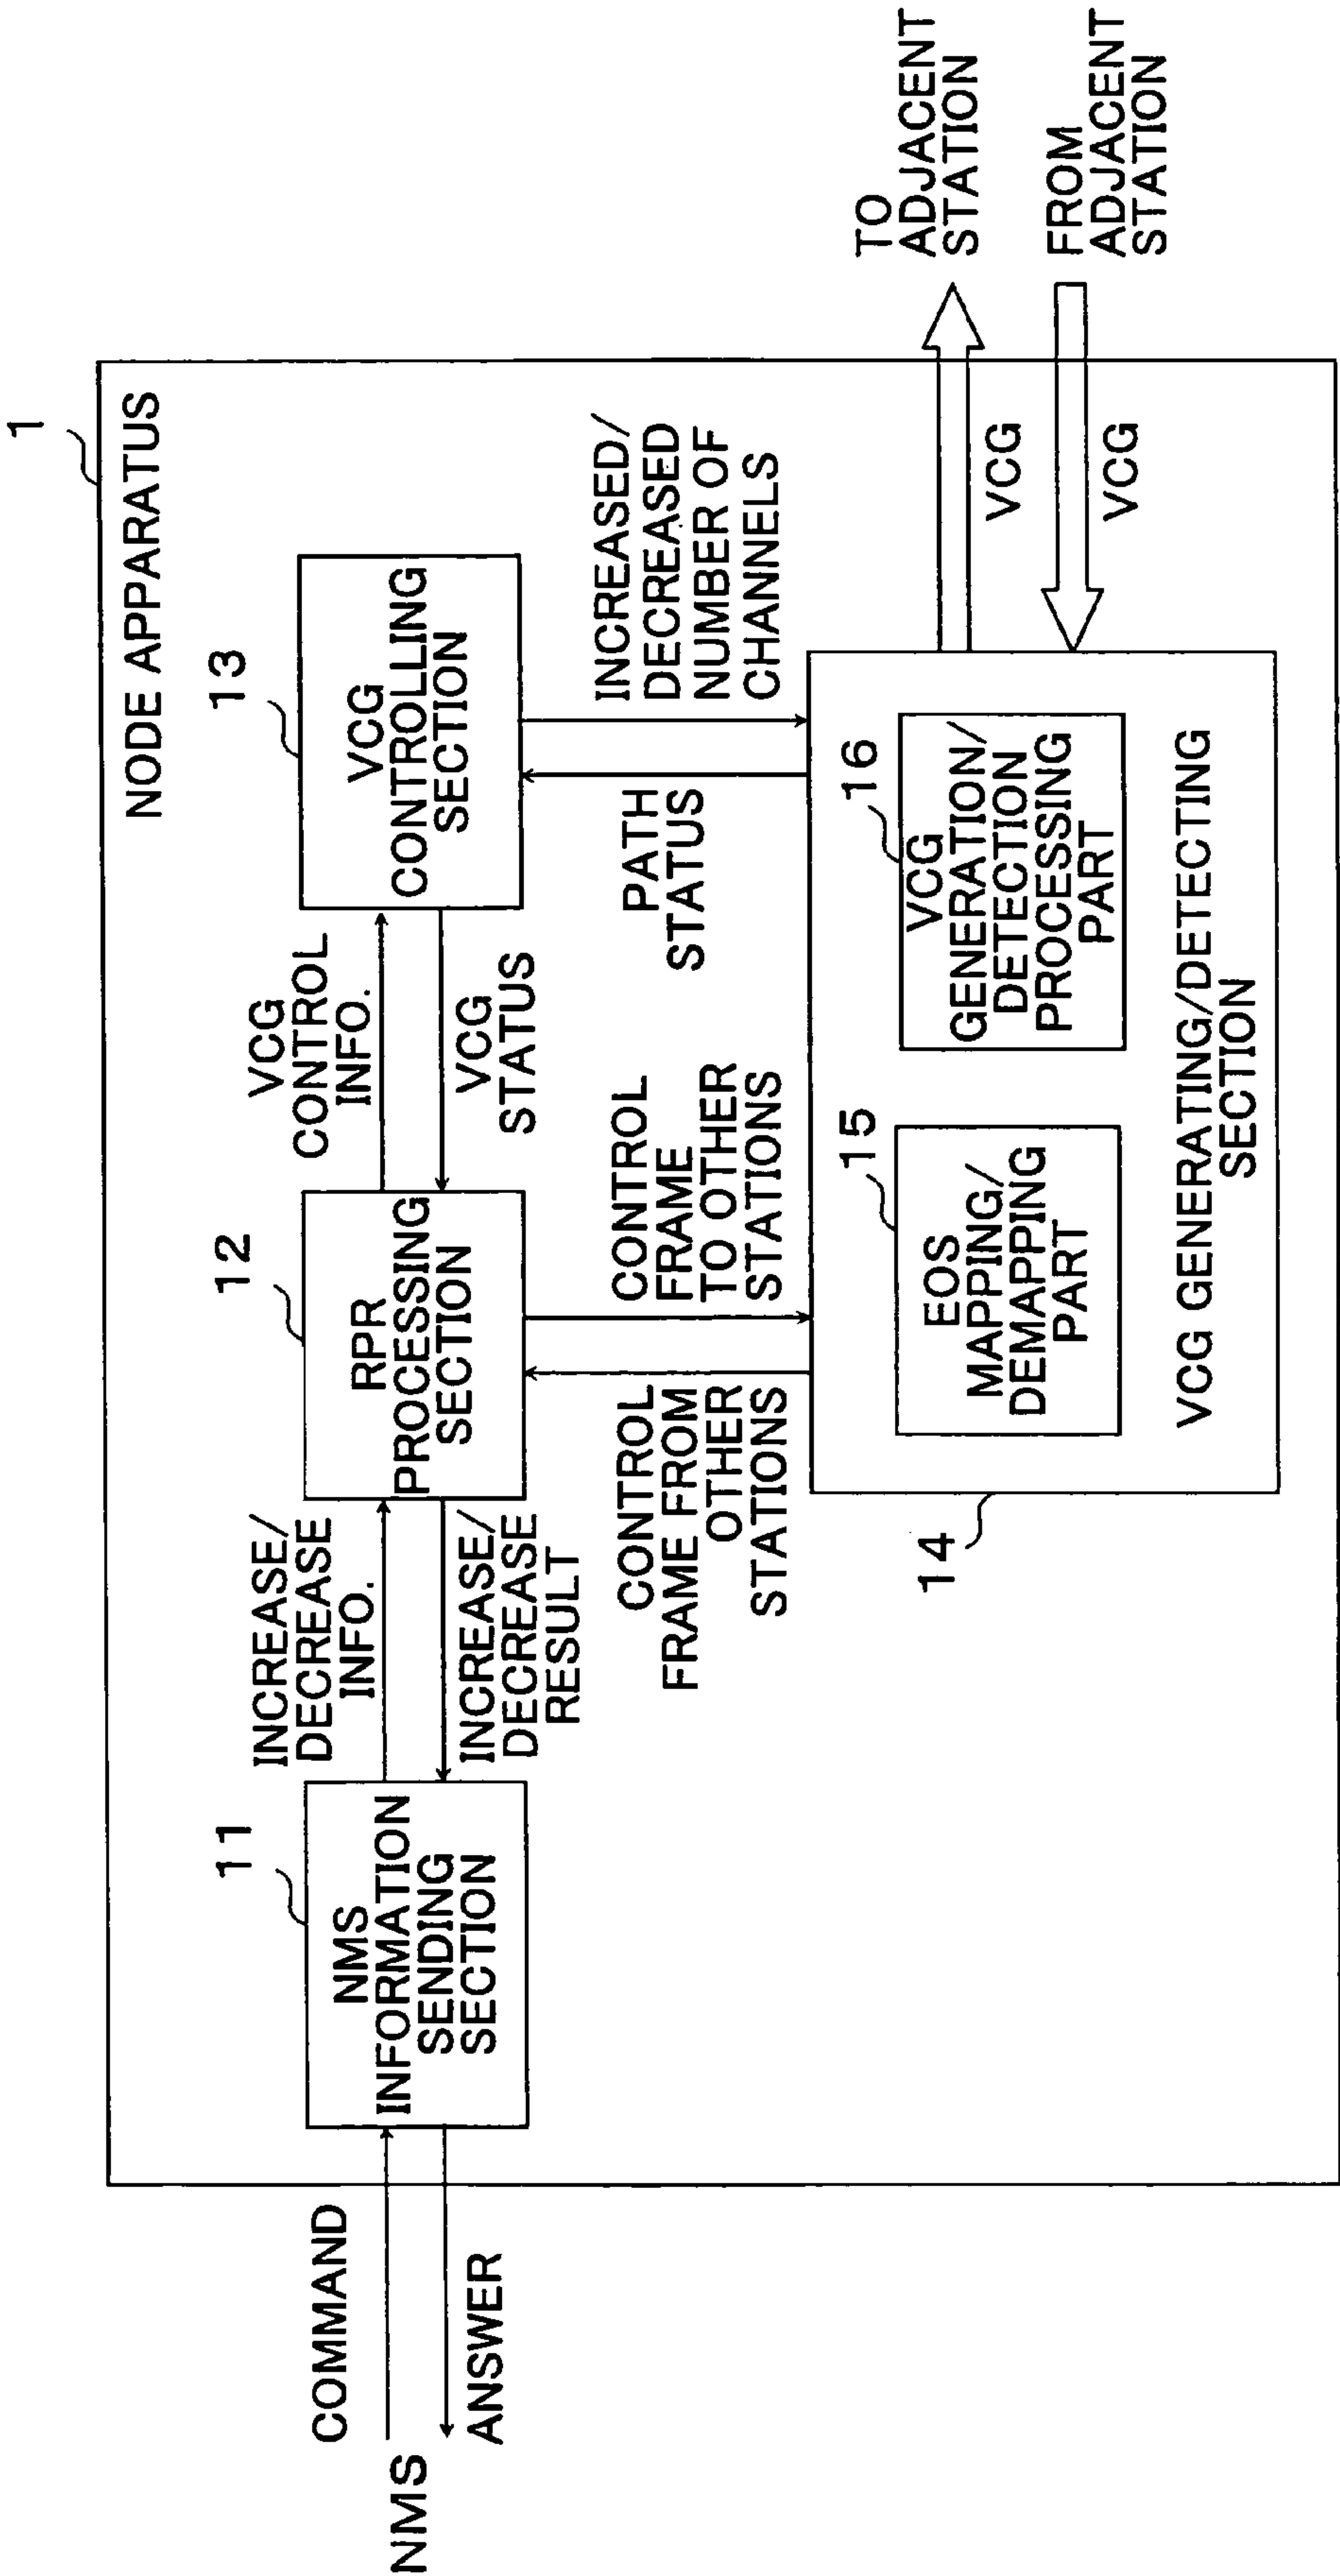 1
NODE APPARATUS
NMS
COMMAND
ANSWER
11
NMS
INFORMATION
SENDING
SECTION
INCREASE/
DECREASE
INFO.
INCREASE/
DECREASE
RESULT
12
RPR
PROCESSING
SECTION
VCG
CONTROL
INFO.
VCG
STATUS
13
VCG
CONTROLLING
SECTION
CONTROL
FRAME FROM
OTHER
STATIONS
CONTROL
FRAME
TO OTHER
STATIONS
PATH
STATUS
INCREASED/
DECREASED
NUMBER OF
CHANNELS
14
15
EOS
MAPPING/
DEMAPPING
PART
16
VCG
GENERATION/
DETECTION
PROCESSING
PART
VCG GENERATING/DETECTING
SECTION
VCG
VCG
TO
ADJACENT
STATION
FROM
ADJACENT
STATION